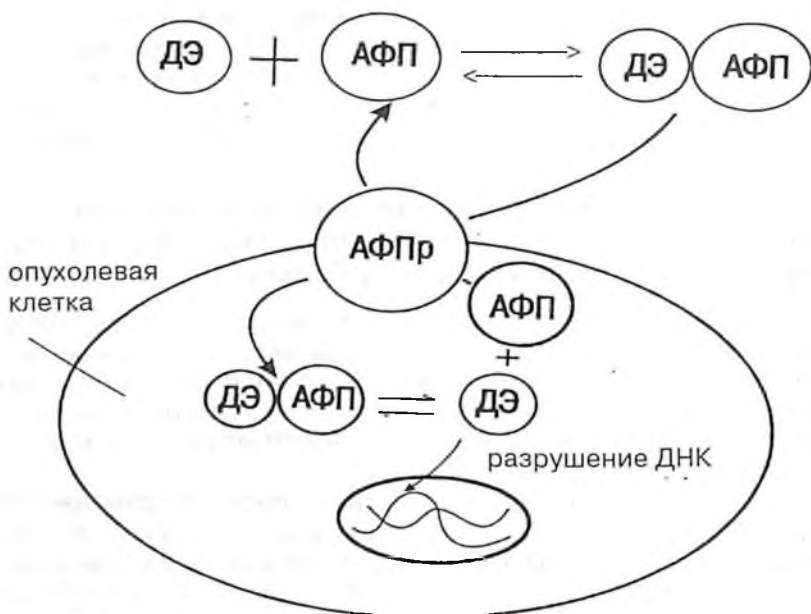 ДЭ + АФП ДЭ АФП
АФПр
опухолевая
клетка
АФП
+
ДЭ АФП ДЭ
разрушение ДНК